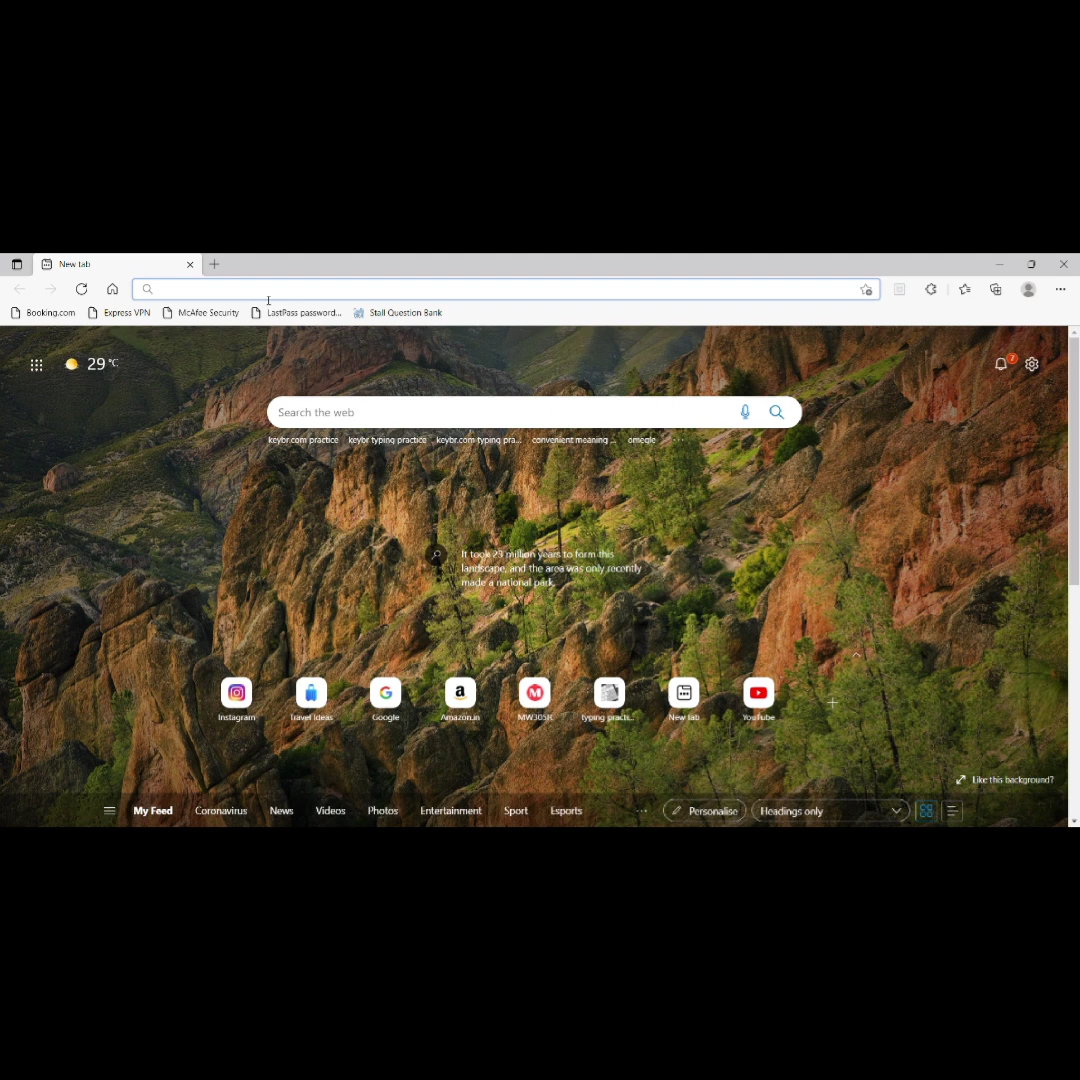 New tab
Booking.com Express VPN McAfee Security LastPass password... Stall Question Bank
29 °C
7
Search the web
keybr.com practice keybr typing practice keybr.com typing pra... convenient meaning ... omegle ...
It took 23 million years to form this
landscape, and the area was only recently
made a national park.
Instagram Travel Ideas Google Amazon.in MW305R typing practi... New tab YouTube
Like this background?
My Feed Coronavirus News Videos Photos Entertainment Sport Esports ... Personalise Headings only